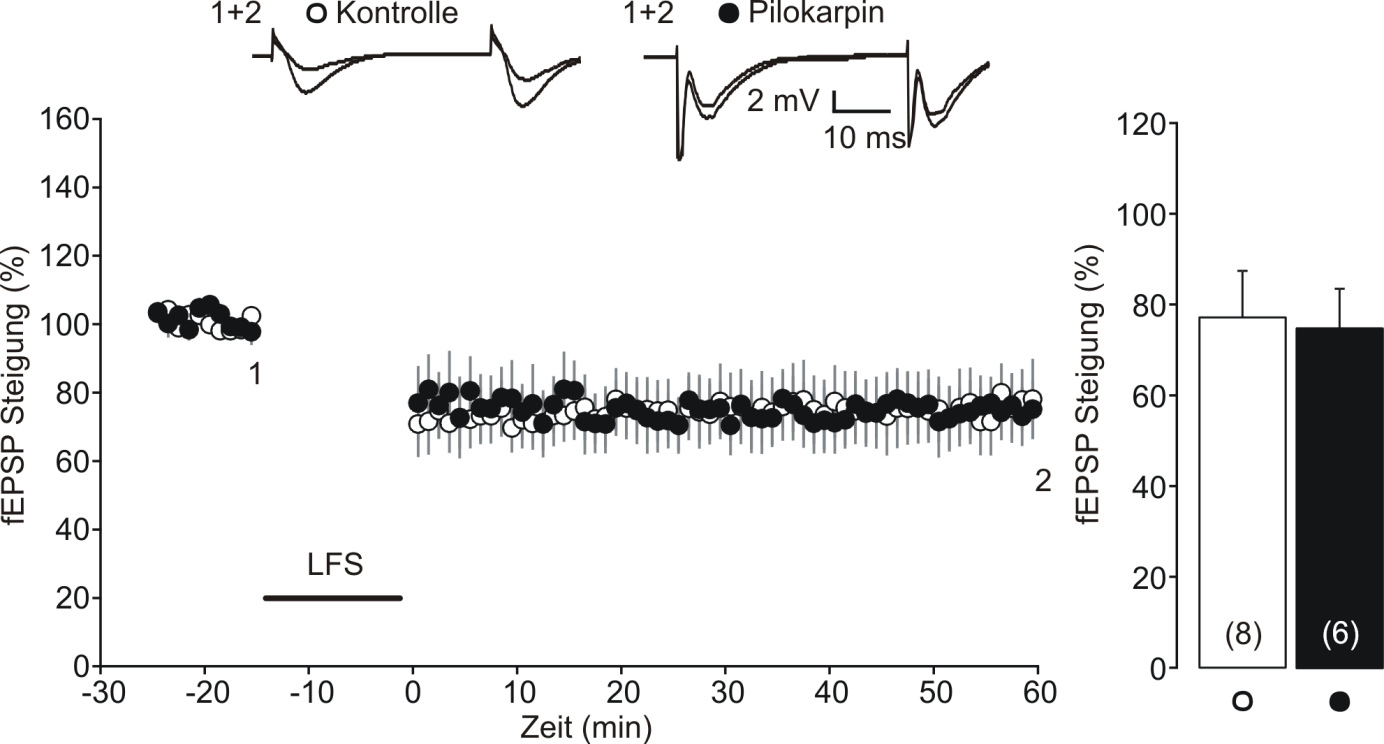 1+2 Kontrolle 1+2 Pilokarpin
2 mV
10 ms
fEPSP Steigung (%)
160
140
120
100
80
60
40
20
0
1
2
LFS
-30 -20 -10 0 10 20 30 40 50 60
Zeit (min)
fEPSP Steigung (%)
120
100
80
60
40
20
0
(8) (6)